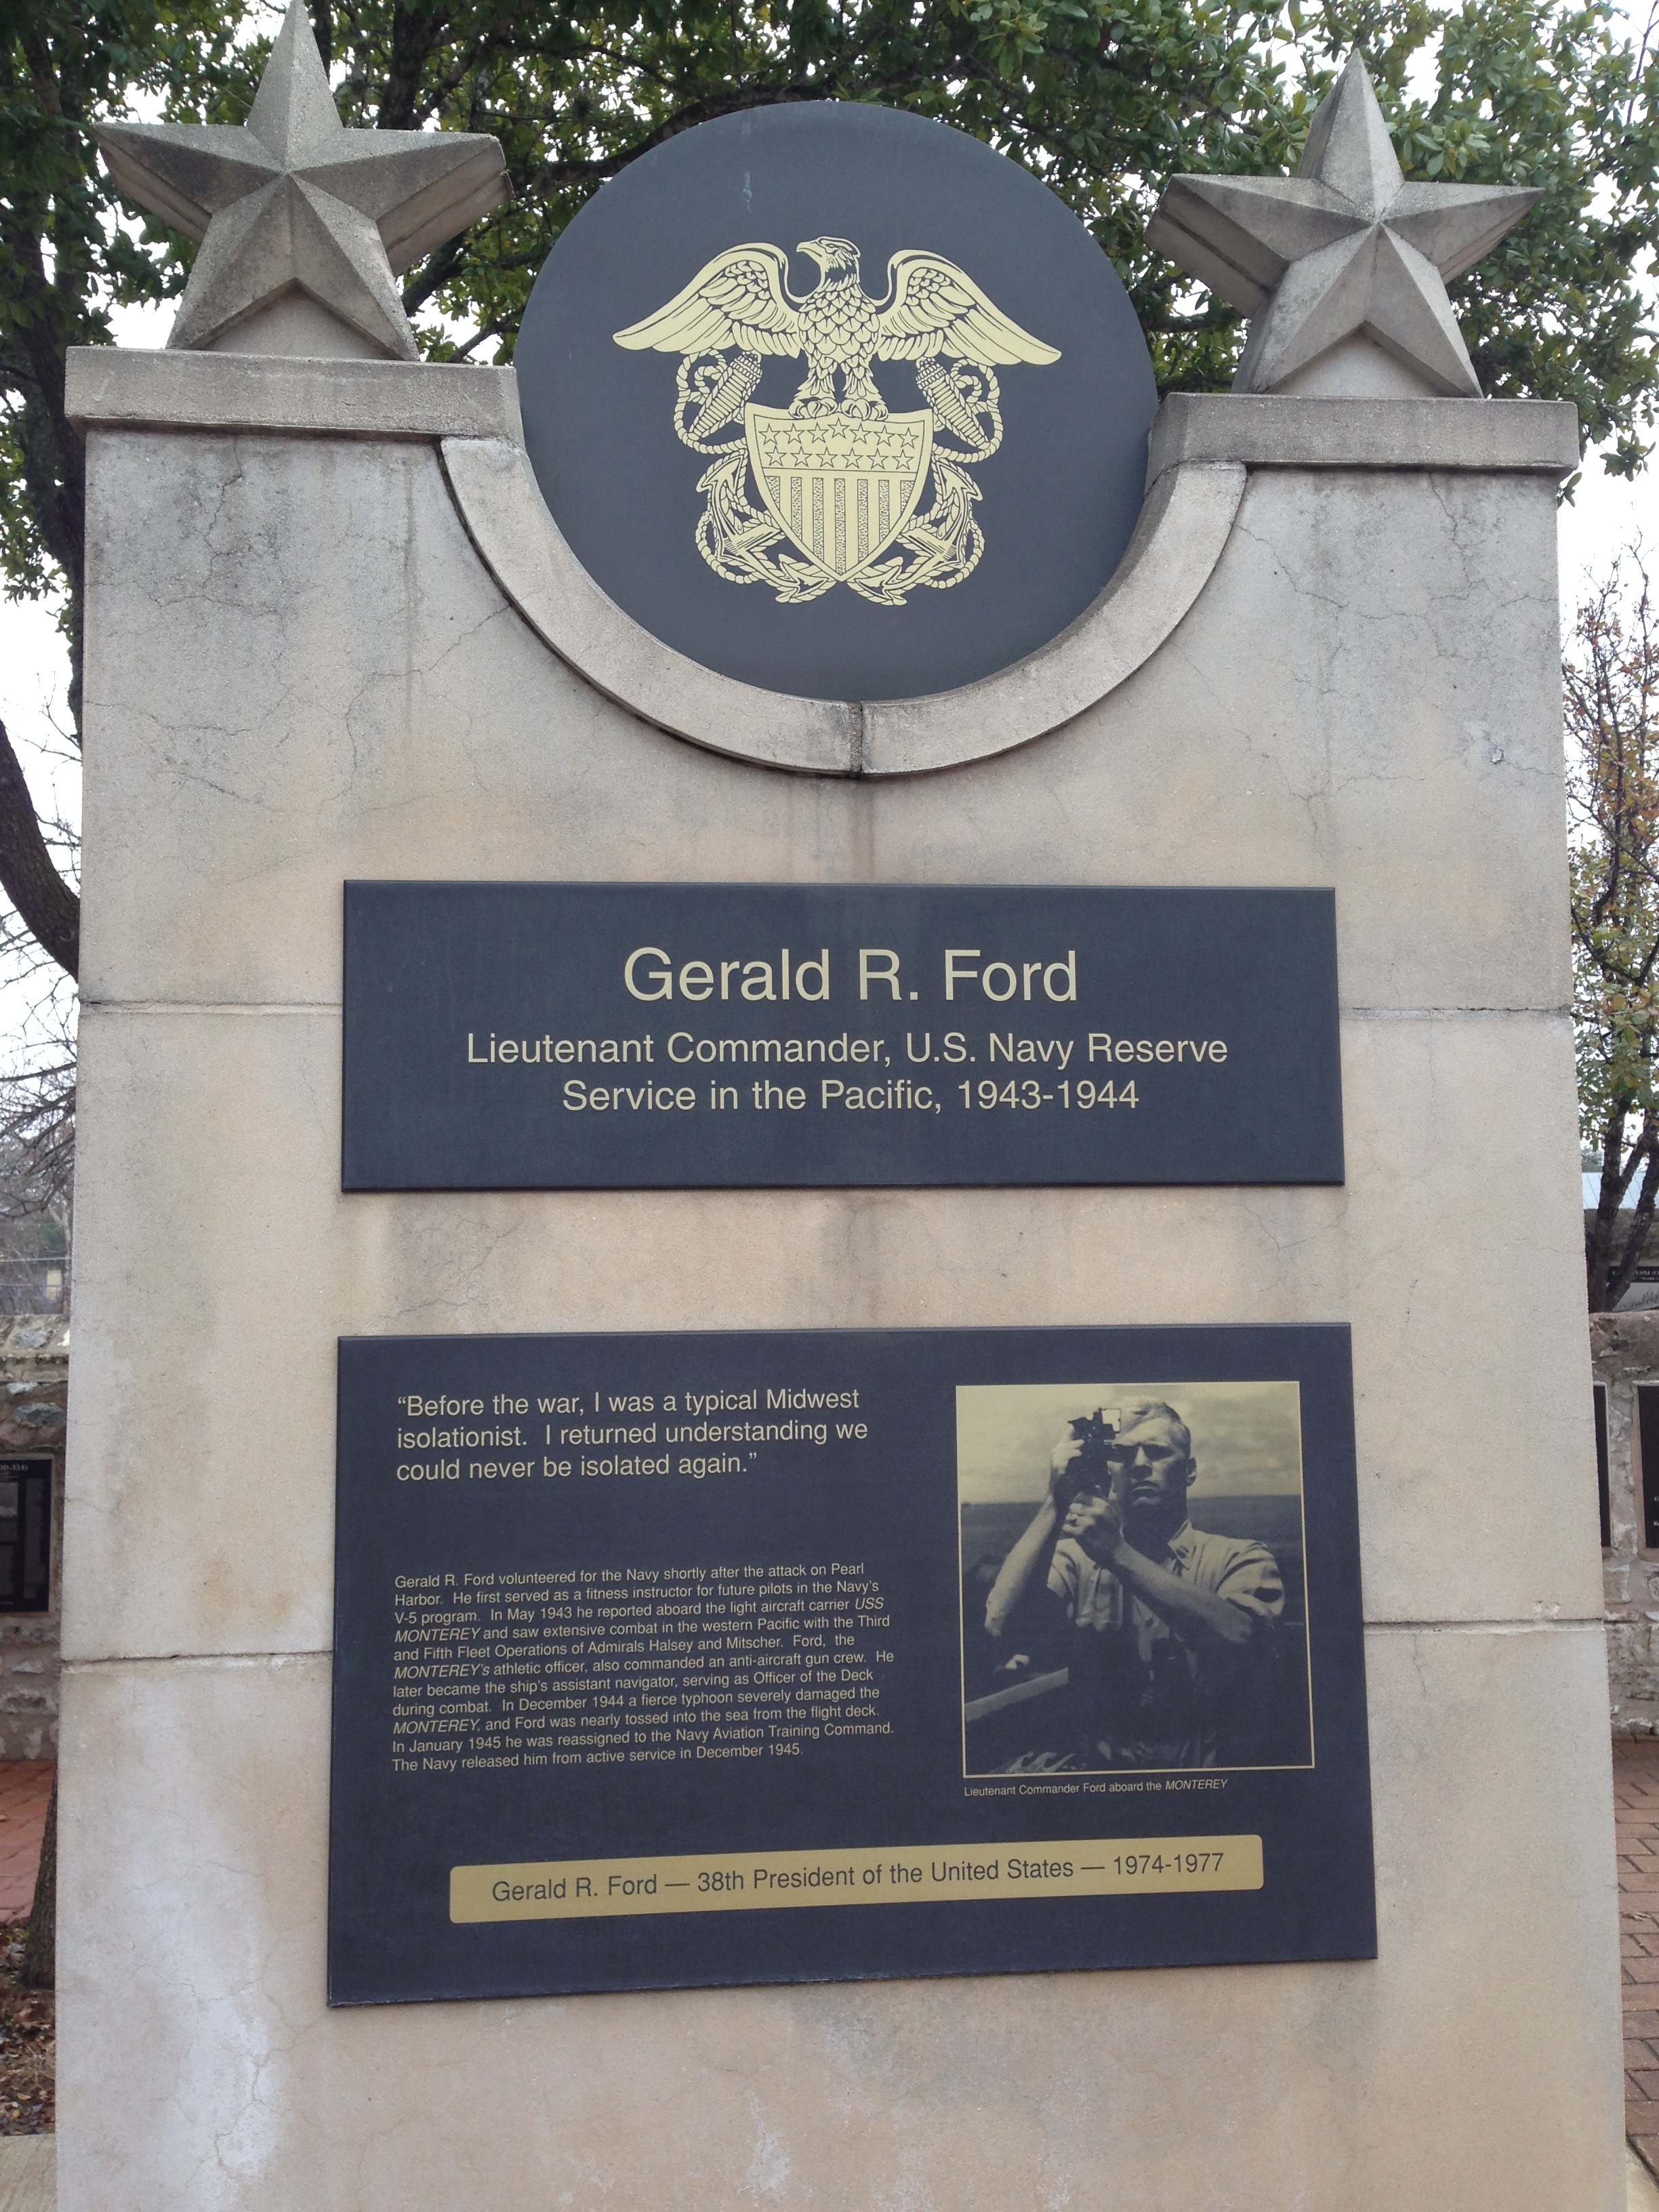 Gerald R. Ford
Lieutenant Commander, U.S. Navy Reserve
Service in the Pacific, 1943-1944
“Before the war, I was a typical Midwest
isolationist.  I returned understanding we
could never be isolated again.”
Gerald R. Ford volunteered for the Navy shortly after the attack on Pearl
Harbor.  He first served as a fitness instructor for future pilots in the Navy's
V-5 program.  In May 1943 he reported aboard the light aircraft carrier USS
MONTEREY and saw extensive combat in the western Pacific with the Third
and Fifth Fleet Operations of Admirals Halsey and Mitscher.  Ford,  the
MONTEREY's athletic officer, also commanded an anti-aircraft gun crew.  He
later became the ship's assistant navigator, serving as Officer of the Deck
during combat.  In December 1944 a fierce typhoon severely damaged the
MONTEREY, and Ford was nearly tossed into the sea from the flight deck.
In January 1945 he was reassigned to the Navy Aviation Training Command.
The Navy released him from active service in December 1945.
Lieutenant Commander Ford aboard the MONTEREY
Gerald R. Ford — 38th President of the United States — 1974-1977